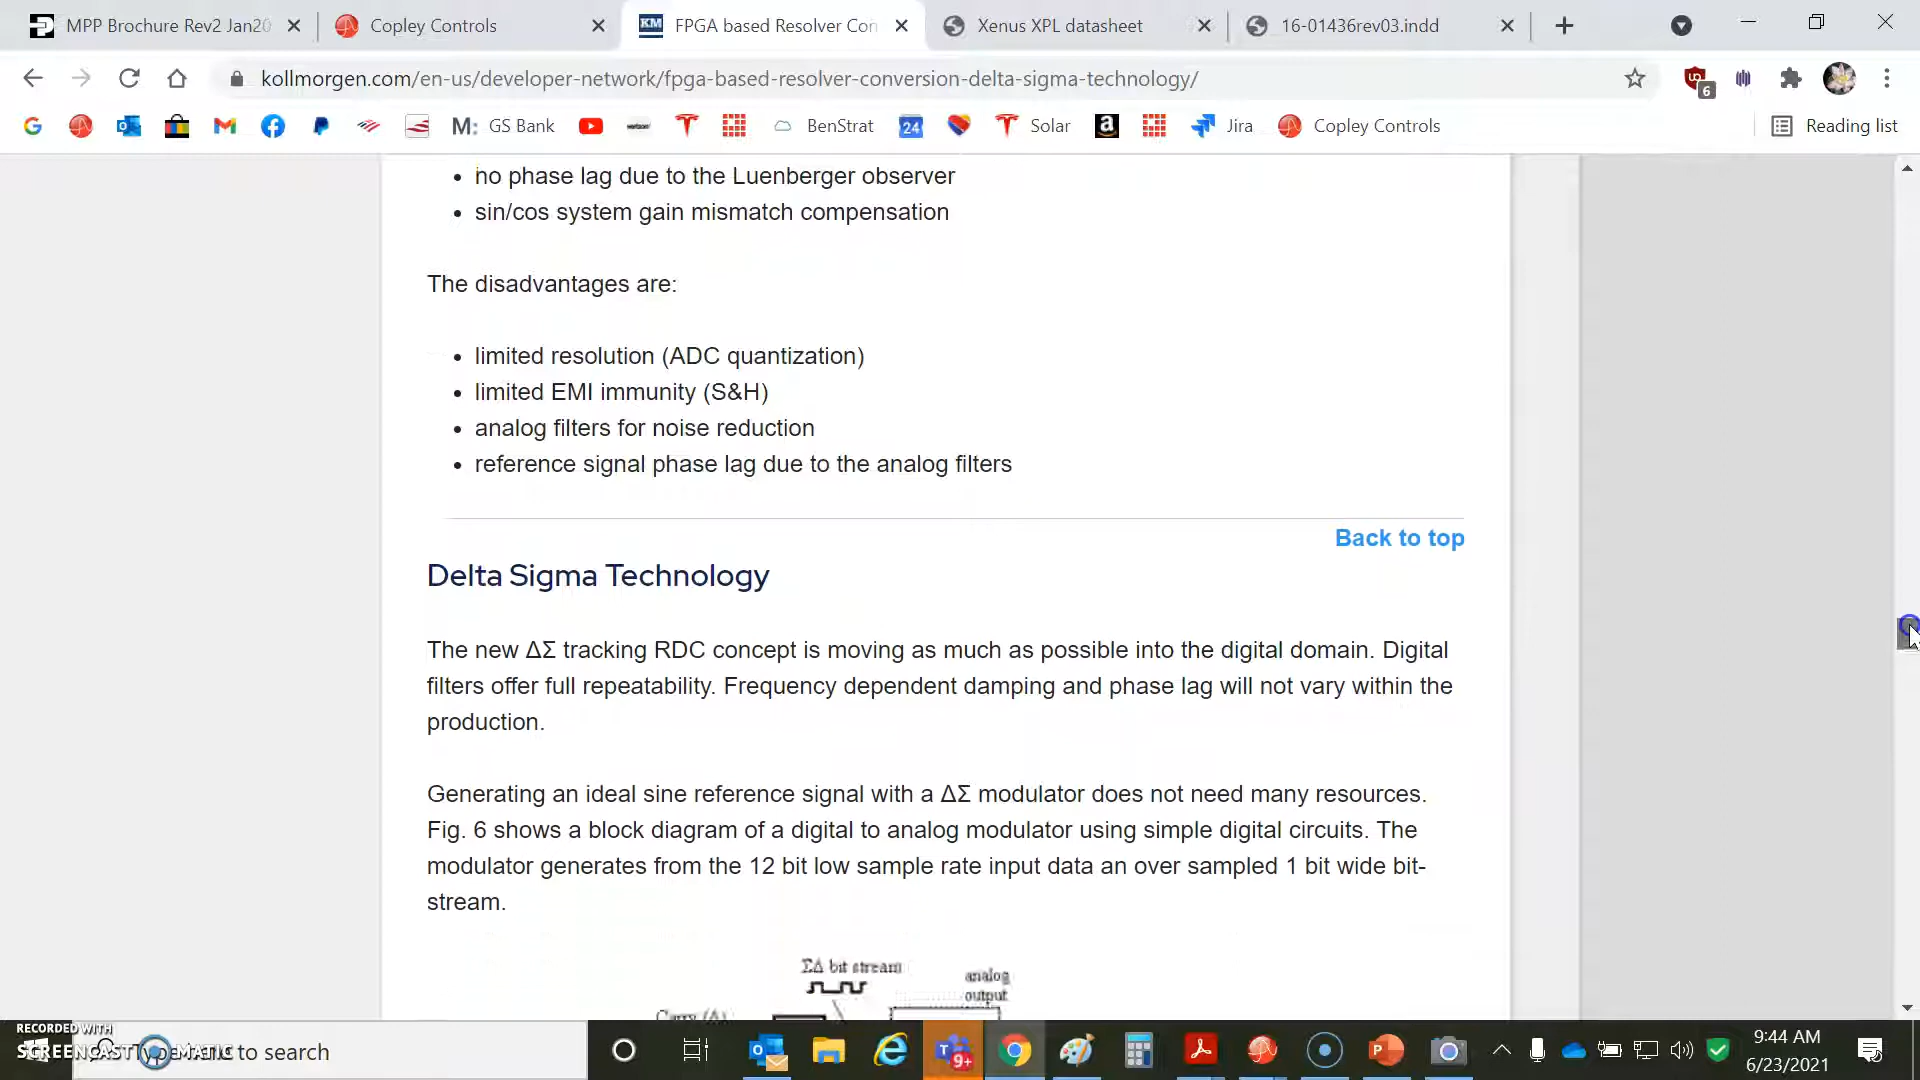 MPP Brochure Rev2 Jan20
Copley Controls
KM
FPGA based Resolver Con
Xenus XPL datasheet
16-01436rev03.indd
kollmorgen.com/en-us/developer-network/fpga-based-resolver-conversion-delta-sigma-technology/
6
M: GS Bank
BenStrat
24
Solar
a
Jira
Copley Controls
Reading list
• no phase lag due to the Luenberger observer
• sin/cos system gain mismatch compensation
The disadvantages are:
• limited resolution (ADC quantization)
• limited EMI immunity (S&H)
• analog filters for noise reduction
• reference signal phase lag due to the analog filters
Back to top
Delta Sigma Technology
The new ΔΣ tracking RDC concept is moving as much as possible into the digital domain. Digital
filters offer full repeatability. Frequency dependent damping and phase lag will not vary within the
production.
Generating an ideal sine reference signal with a ΔΣ modulator does not need many resources.
Fig. 6 shows a block diagram of a digital to analog modulator using simple digital circuits. The
modulator generates from the 12 bit low sample rate input data an over sampled 1 bit wide bit-
stream.
ΣΔ bit stream
analog
output
Carry (Δ)
RECORDED WITH
SCREENCAST-O-MATIC
Type here to search
9+
9:44 AM
6/23/2021